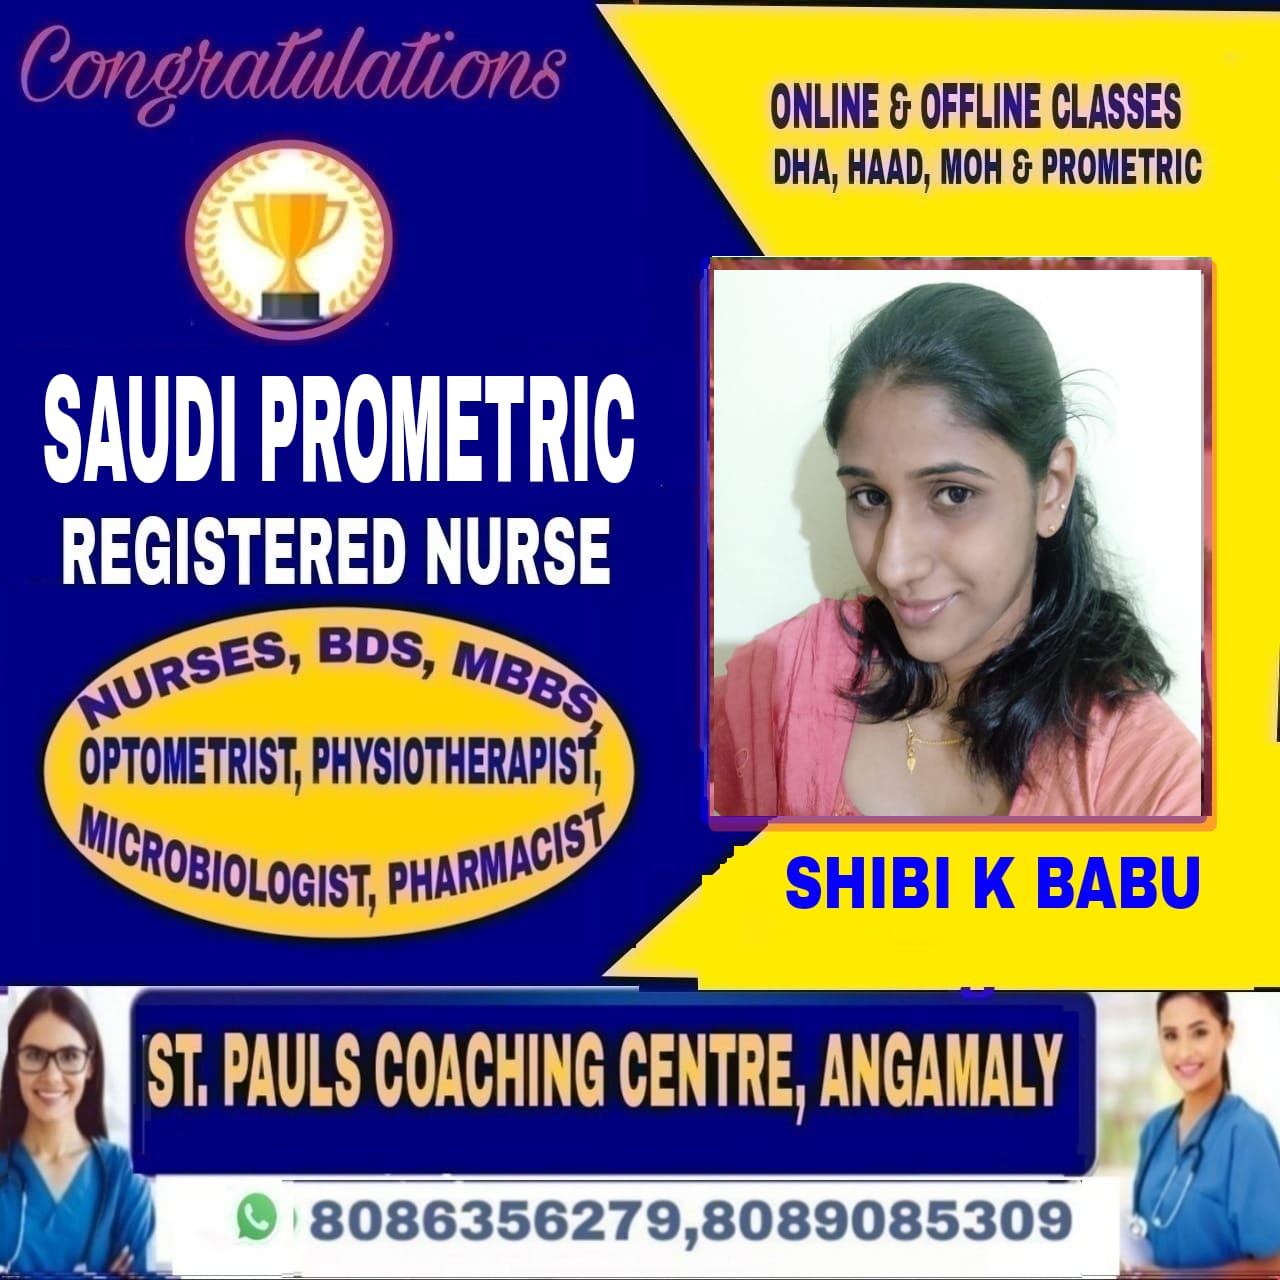 Congratulations
ONLINE & OFFLINE CLASSES
DHA, HAAD, MOH & PROMETRIC
SAUDI PROMETRIC
REGISTERED NURSE
NURSES, BDS, MBBS,
OPTOMETRIST, PHYSIOTHERAPIST,
MICROBIOLOGIST, PHARMACIST
SHIBI K BABU
ST. PAULS COACHING CENTRE, ANGAMALY
8086356279,8089085309